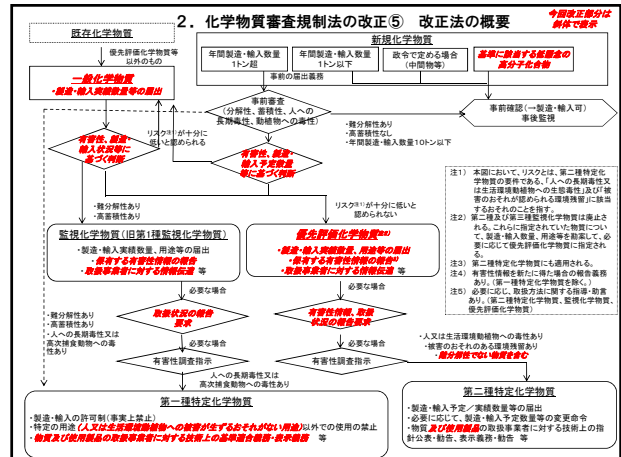 2．化学物質審査規制法の改正⑤　改正法の概要
今回改正部分は
斜体で表示
既存化学物質
優先評価化学物質等
以外のもの
一般化学物質
・製造・輸入実績数量等の届出
新規化学物質
年間製造・輸入数量
1トン超
年間製造・輸入数量
1トン以下
政令で定める場合
（中間物等）
基準に該当する低懸念の
高分子化合物
事前の届出義務
事前審査
（分解性、蓄積性、人への
長期毒性、動植物への毒性）
事前確認（→製造・輸入可）
事後監視
・難分解性あり
・高蓄積性なし
・年間製造・輸入数量10トン以下
有害性、製造・
輸入状況等に
基づく判断
リスク注1）が十分に
低いと認められる
有害性、製造・
輸入予定数量
等に基づく判断
リスク注1）が十分に低いと
認められない
・難分解性あり
・高蓄積性あり
監視化学物質（旧第1種監視化学物質）
・製造・輸入実績数量、用途等の届出
・保有する有害性情報の報告
・取扱事業者に対する情報伝達　等
優先評価化学物質注2）
・製造・輸入実績数量、用途等の届出
・保有する有害性情報の報告4）
・取扱事業者に対する情報伝達　等
注1）　本図において、リスクとは、第二種特定化
学物質の要件である、「人への長期毒性又
は生活環境動植物への生態毒性」及び「被
害のおそれが認められる環境残留」に該当す
るおそれのことを指す。
注2）　第二種及び第三種監視化学物質は廃止さ
れる。これらに指定されていた物質につい
て、製造・輸入数量、用途等を勘案して、必
要に応じて優先評価化学物質に指定され
る。
注3）　第二種特定化学物質にも適用される。
注4）　有害性情報を新たに得た場合の報告義務
あり。（第一種特定化学物質を除く。）
注5）　必要に応じ、取扱方法に関する指導・助言
あり。（第二種特定化学物質、監視化学物質、
優先評価化学物質）
必要な場合
必要な場合
取扱状況の報告
要求
有害性情報、取扱
状況の報告要求
・難分解性あり
・高蓄積性あり
・人への長期毒性又は
高次捕食動物への毒
性あり
必要な場合
必要な場合
有害性調査指示
有害性調査指示
・人又は生活環境動植物への毒性あり
・被害のおそれのある環境残留あり
・難分解性でない物質を含む
人への長期毒性又は
高次捕食動物への毒性あり
第一種特定化学物質
・製造・輸入の許可制（事実上禁止）
・特定の用途（人又は生活環境動植物への被害が生ずるおそれがない用途）以外での使用の禁止
・物質及び使用製品の取扱事業者に対する技術上の基準適合義務・表示義務　等
第二種特定化学物質
・製造・輸入予定／実績数量等の届出
・必要に応じて、製造・輸入予定数量等の変更命令
・物質及び使用製品の取扱事業者に対する技術上の指
針公表・勧告、表示義務・勧告　等